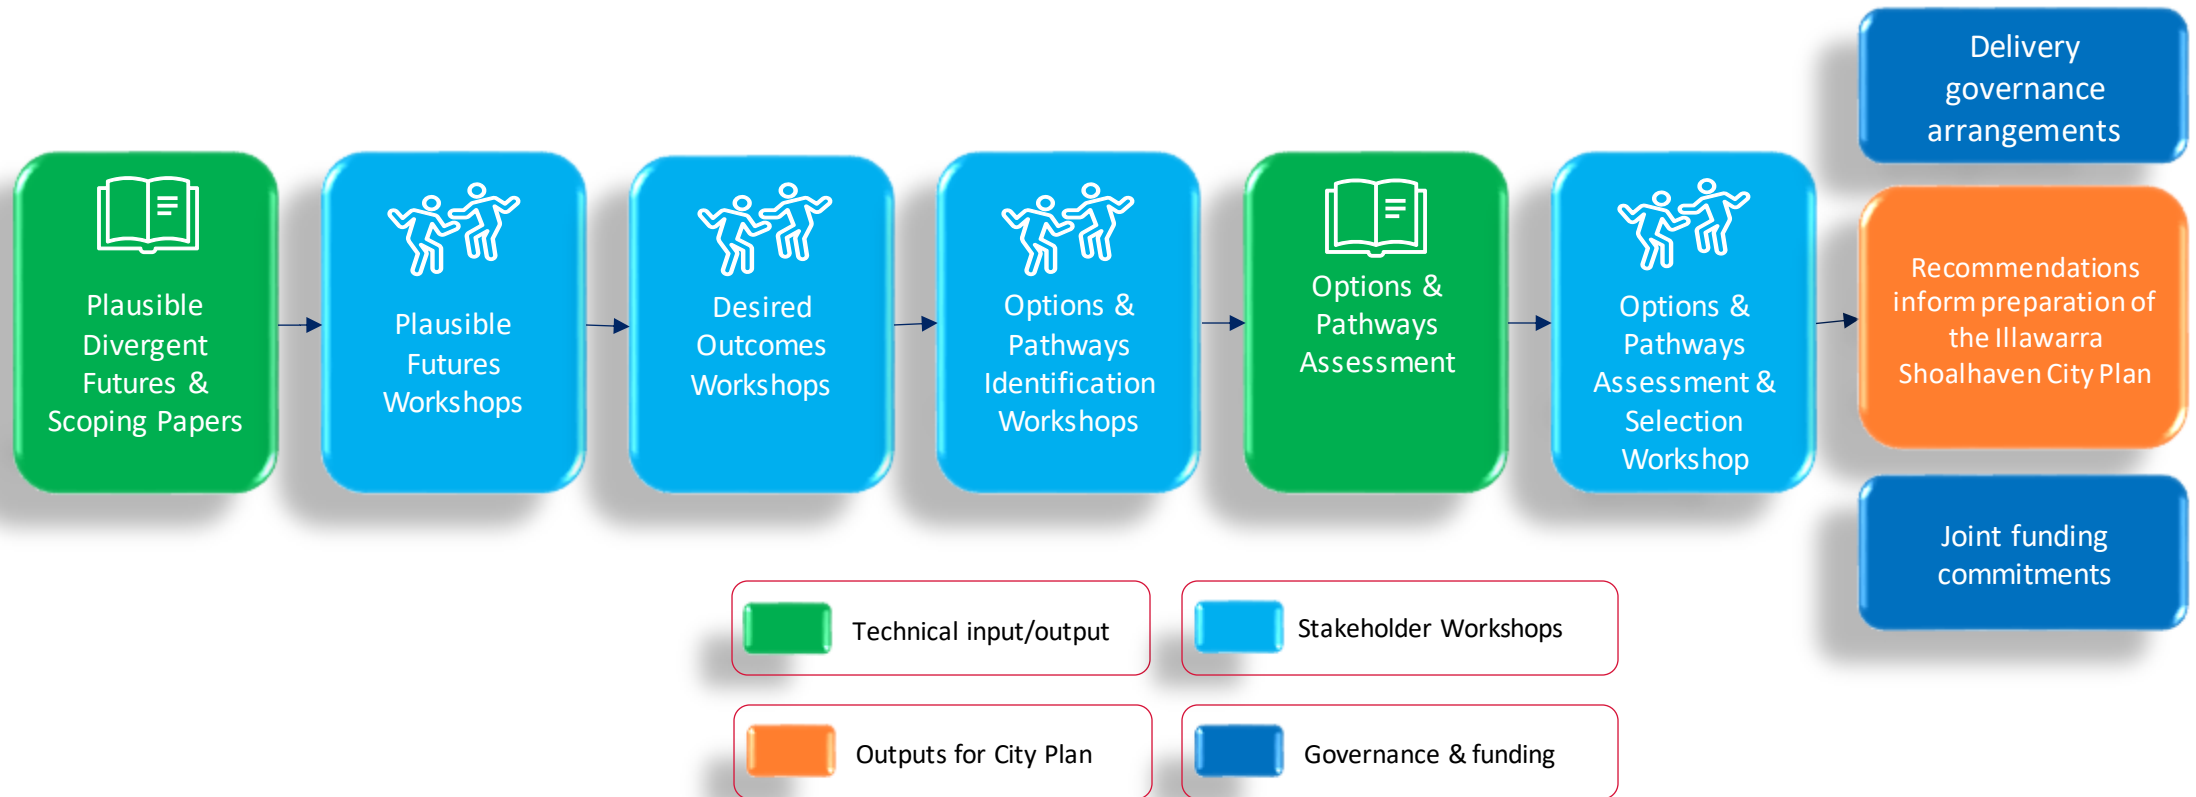 Plausible
Divergent
Futures &
Scoping Papers
Plausible
Futures
Workshops
Desired
Outcomes
Workshops
Options &
Pathways
Identification
Workshops
Options &
Pathways
Assessment
Options &
Pathways
Assessment &
Selection
Workshop
Delivery
governance
arrangements
Recommendations
inform preparation of
the Illawarra
Shoalhaven City Plan
Joint funding
commitments
Technical input/output
Stakeholder Workshops
Outputs for City Plan
Governance & funding